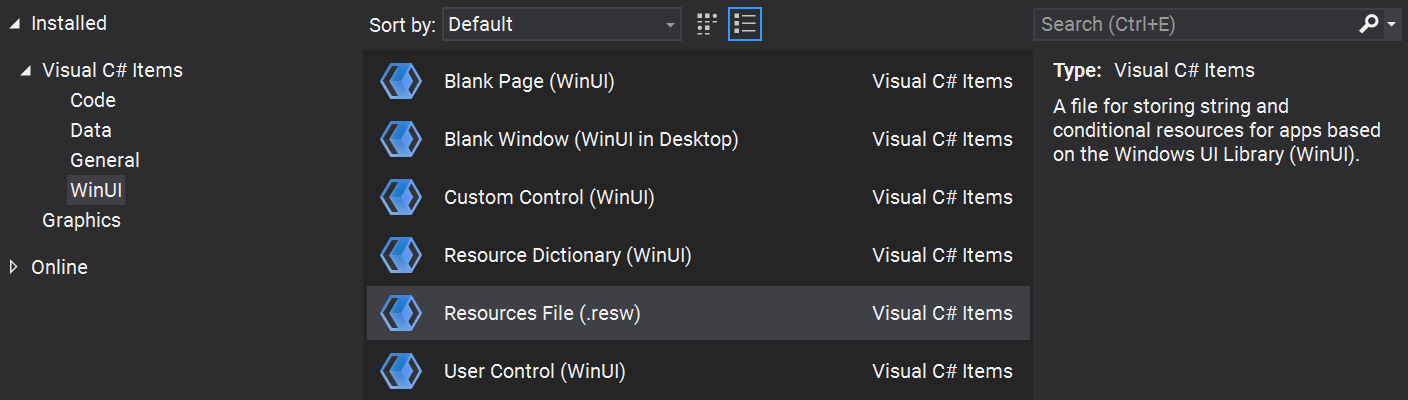 Installed
Visual C# Items
Code
Data
General
WinUI
Graphics
Online
Sort by: Default
Blank Page (WinUI) Visual C# Items
Blank Window (WinUI in Desktop) Visual C# Items
Custom Control (WinUI) Visual C# Items
Resource Dictionary (WinUI) Visual C# Items
Resources File (.resw) Visual C# Items
User Control (WinUI) Visual C# Items
Search (Ctrl+E)
Type: Visual C# Items
A file for storing string and
conditional resources for apps based
on the Windows UI Library (WinUI).